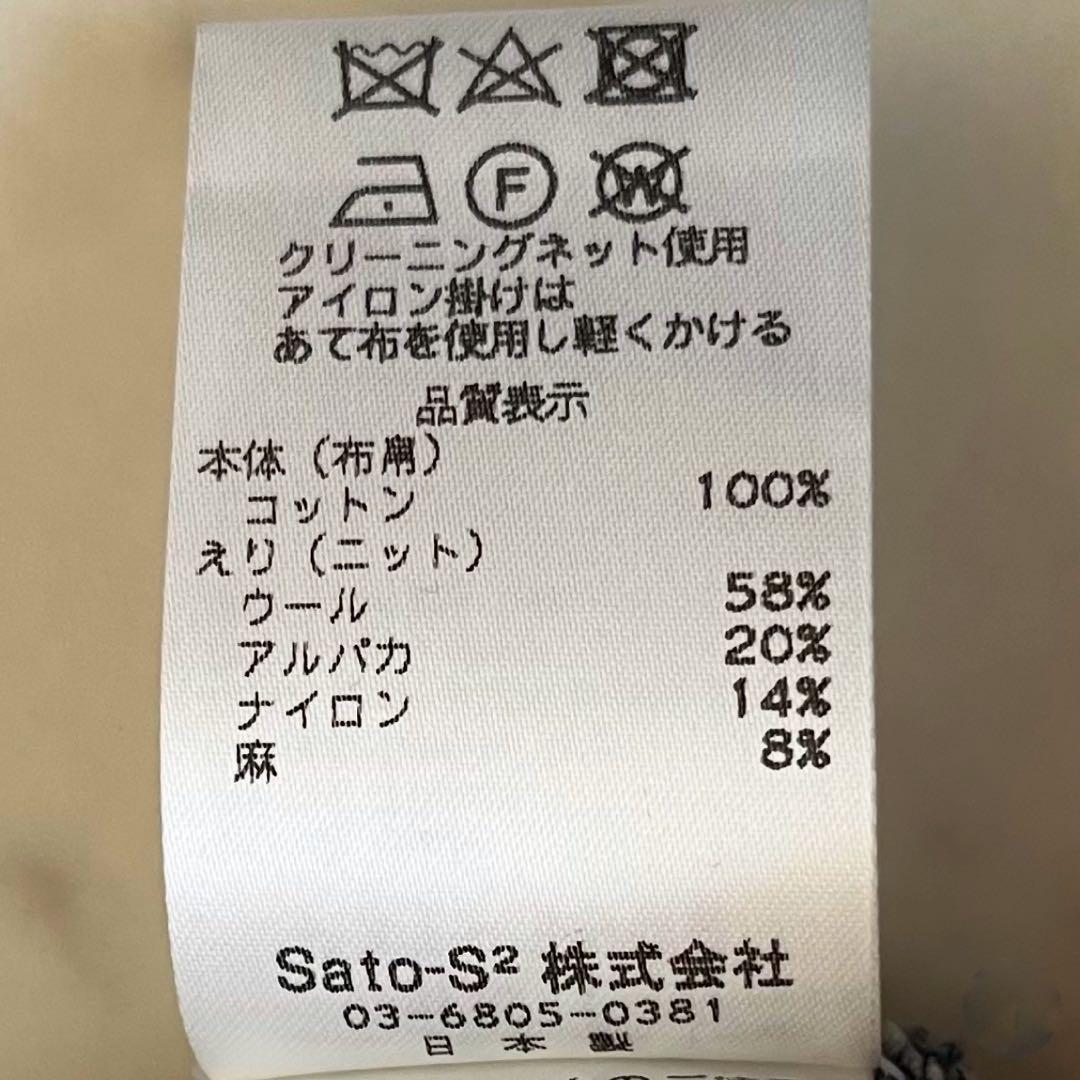 F W
クリーニングネット使用
アイロン掛けは
あて布を使用し軽くかける
品質表示
本体（布帛）
コットン 100%
えり（ニット）
ウール 58%
アルパカ 20%
ナイロン 14%
麻 8%
Sato-S² 株式会社
03-6805-0381
日本製